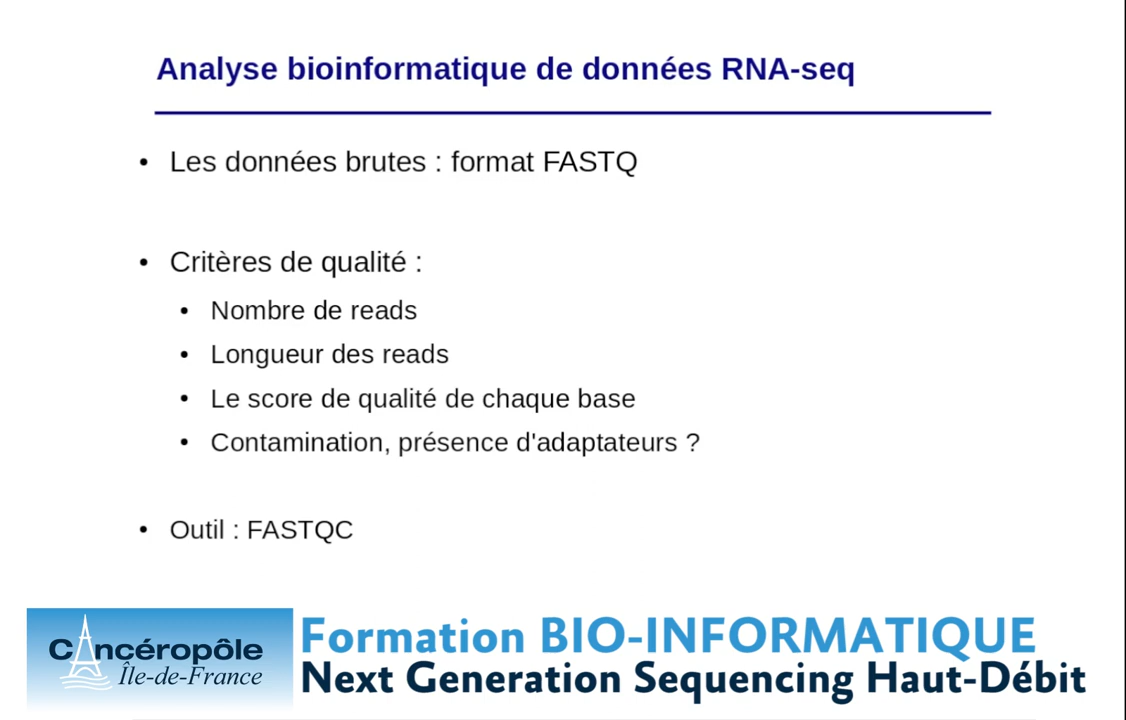 Analyse bioinformatique de données RNA-seq
• Les données brutes : format FASTQ
• Critères de qualité :
• Nombre de reads
• Longueur des reads
• Le score de qualité de chaque base
• Contamination, présence d'adaptateurs ?
• Outil : FASTQC
Cancéropôle
Île-de-France
Formation BIO-INFORMATIQUE
Next Generation Sequencing Haut-Débit